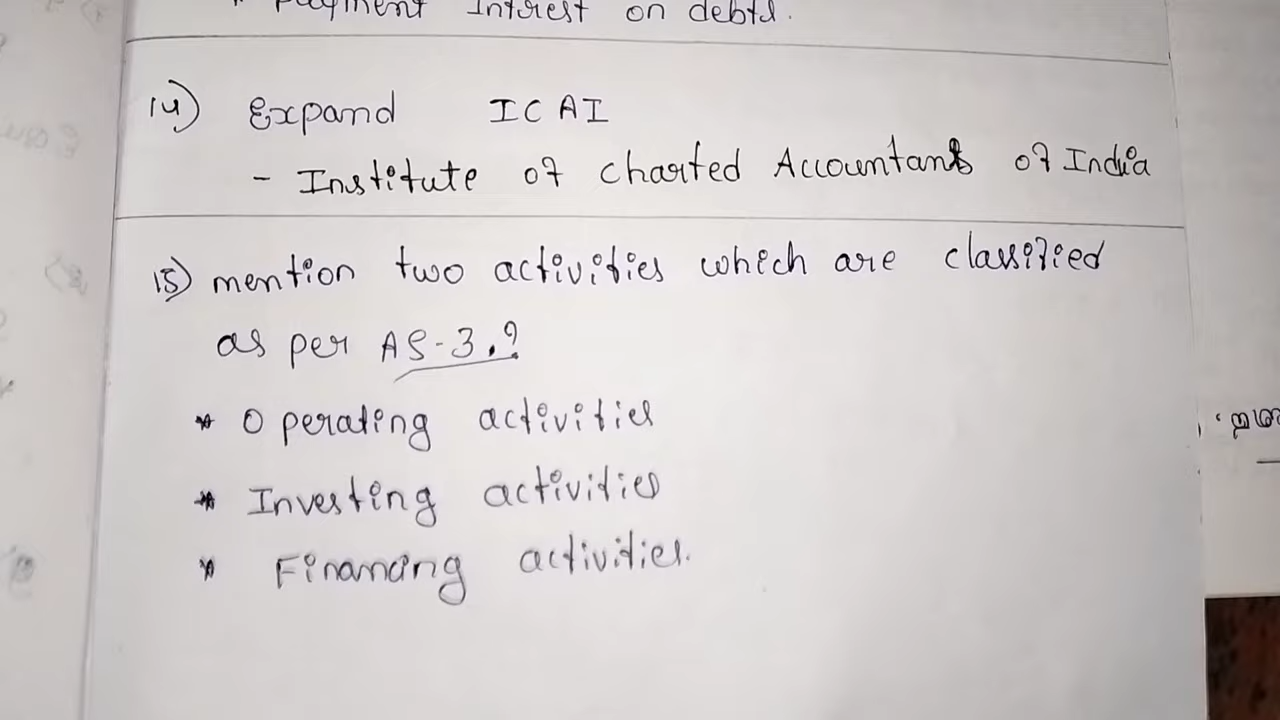 * payment Interest on debtd.
14) Expand ICAI
- Institute of charted Accountants of India
15) mention two activities which are classified
as per AS-3.?
* Operating activities
* Investing activities
* Financing activities.